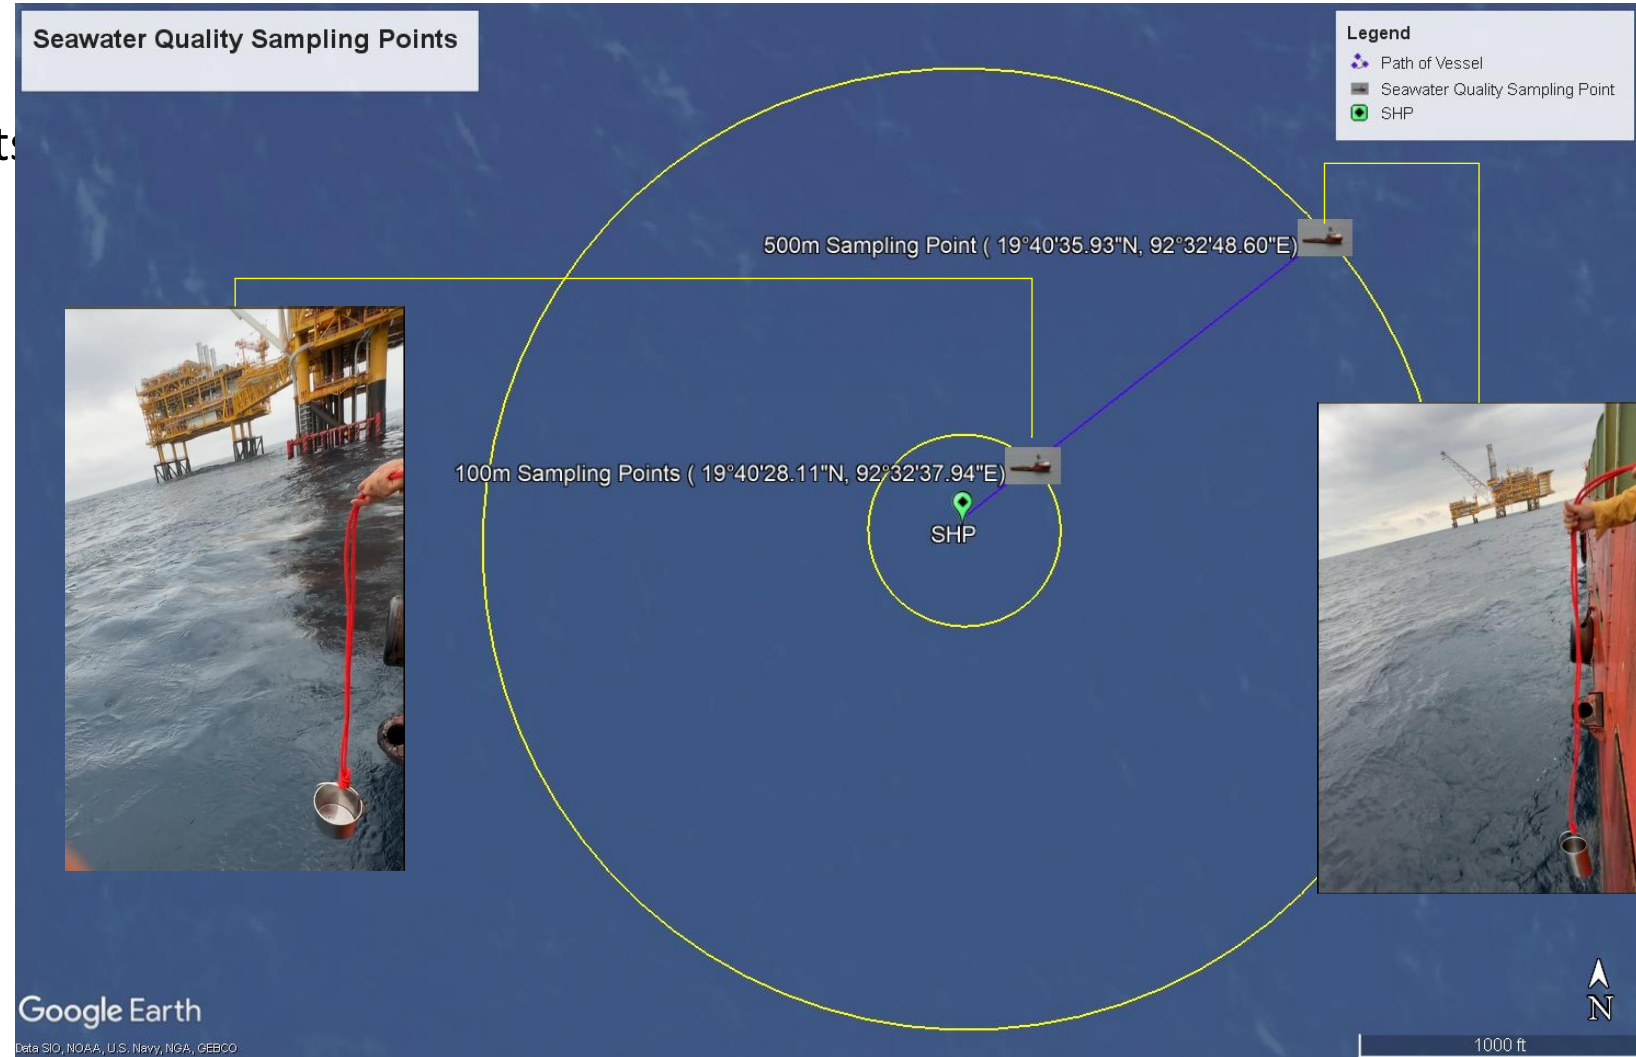 Seawater Quality Sampling Points
Legend
Path of Vessel
Seawater Quality Sampling Point
SHP
ts
500m Sampling Point ( 19°40'35.93"N, 92°32'48.60"E)
100m Sampling Points ( 19°40'28.11"N, 92°32'37.94"E)
SHP
Google Earth
N
Data SIO, NOAA, U.S. Navy, NGA, GEBCO
1000 ft